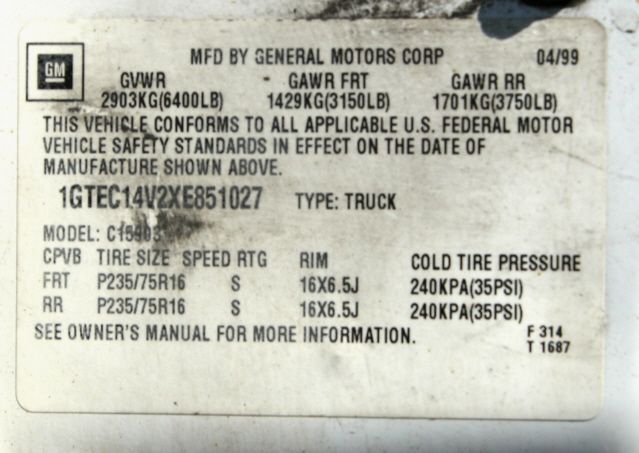 GM
MFD BY GENERAL MOTORS CORP 04/99
GVWR GAWR FRT GAWR RR
2903KG(6400LB) 1429KG(3150LB) 1701KG(3750LB)
THIS VEHICLE CONFORMS TO ALL APPLICABLE U.S. FEDERAL MOTOR
VEHICLE SAFETY STANDARDS IN EFFECT ON THE DATE OF
MANUFACTURE SHOWN ABOVE.
1GTEC14V2XE851027 TYPE: TRUCK
MODEL:
CPVB TIRE SIZE SPEED RTG RIM COLD TIRE PRESSURE
FRT P235/75R16 S 16X6.5J 240KPA(35PSI)
RR P235/75R16 S 16X6.5J 240KPA(35PSI)
SEE OWNER'S MANUAL FOR MORE INFORMATION.
F 314
T 1687